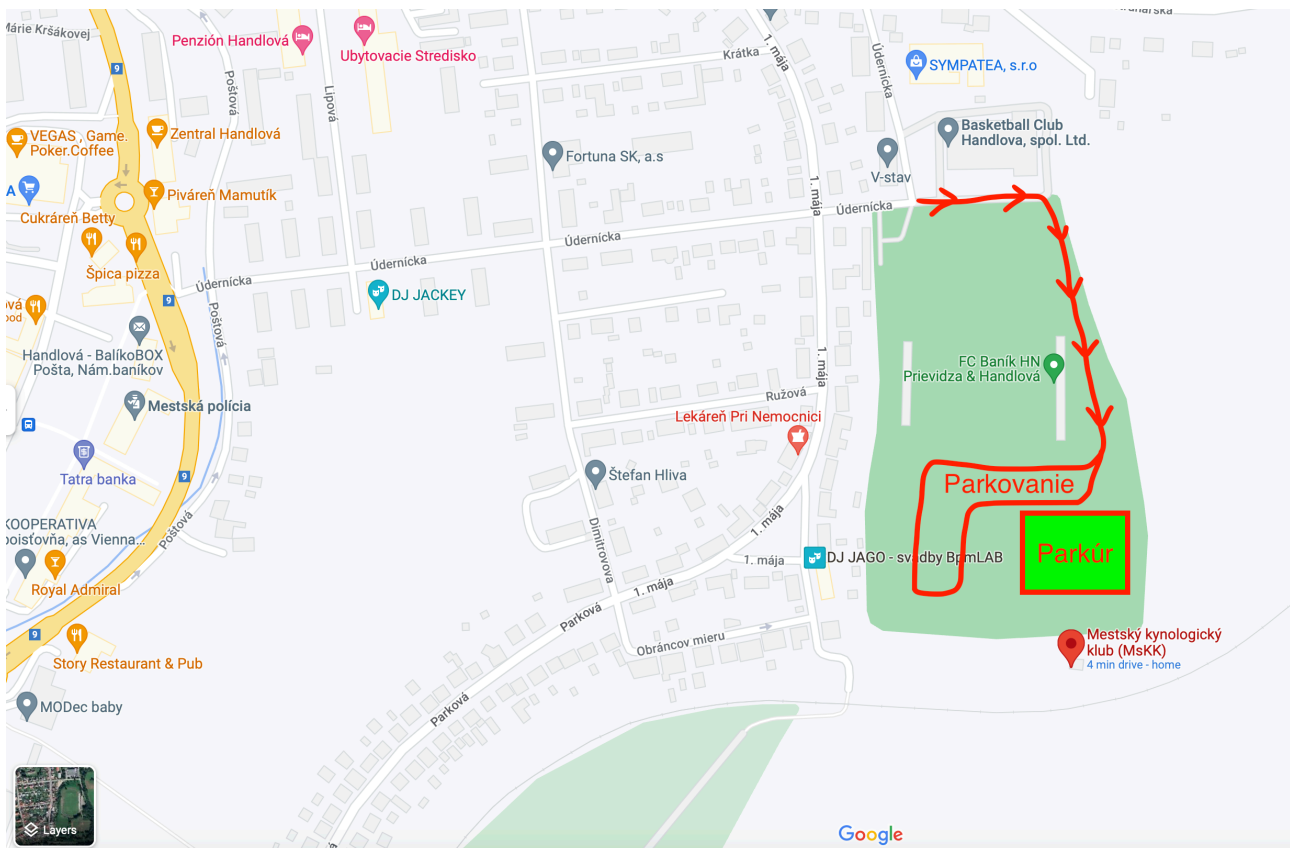 Márie Kršákovej
Penzión Handlová
Ubytovacie Stredisko
Krátka
1. mája
Údernícka
SYMPATEA, s.r.o
9
Poštová
Lipová
VEGAS , Game.
Poker.Coffee
Zentral Handlová
Fortuna SK, a.s
Basketball Club
Handlova, spol. Ltd.
V-stav
A
Piváreň Mamutík
1. mája
Údernícka
Cukráreň Betty
Údernícka
Špica pizza
Údernícka
Údernícka
9
DJ JACKEY
Poštová
Handlová - BalíkoBOX
Pošta, Nám.baníkov
1. mája
FC Baník HN
Prievidza & Handlová
Mestská polícia
Ružová
Lekáreň Pri Nemocnici
Tatra banka
9
Štefan Hliva
Parkovanie
KOOPERATIVA
poisťovňa, as Vienna...
Poštová
Dimitrovova
1. mája
1. mája
DJ JAGO - svadby BpmLAB
Parkúr
Royal Admiral
1. mája
Parková
9
Obráncov mieru
Story Restaurant & Pub
Mestský kynologický
klub (MsKK)
4 min drive - home
MODec baby
Parková
Layers
Google